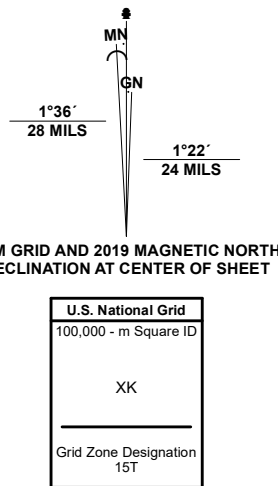 MN
GN
1°36´
28 MILS
1°22´
24 MILS
M GRID AND 2019 MAGNETIC NORTH
ECLINATION AT CENTER OF SHEET
U.S. National Grid
100,000 - m Square ID
XK
Grid Zone Designation
15T